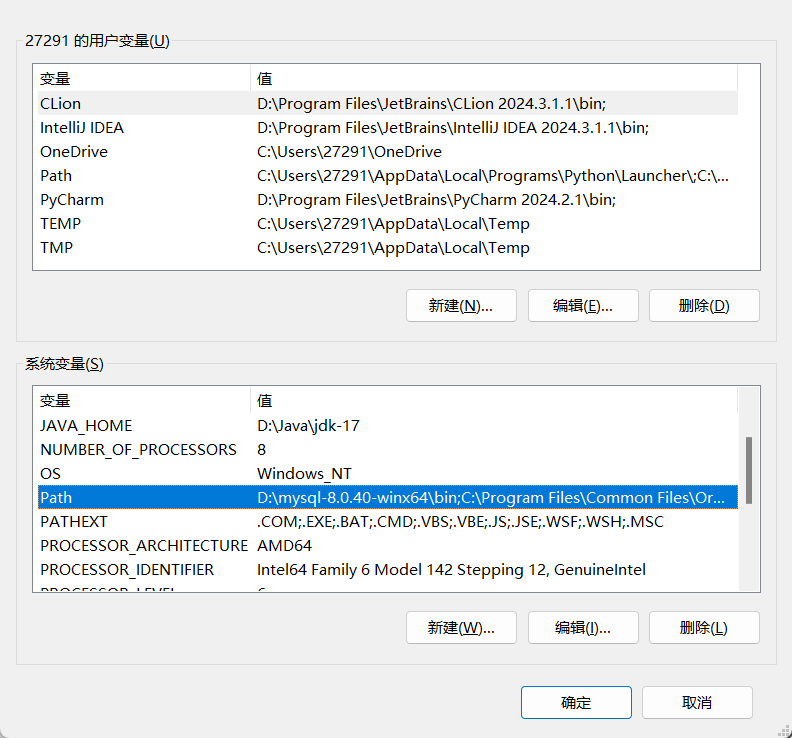 27291 的用户变量(U)
变量 值
CLion D:\Program Files\JetBrains\CLion 2024.3.1.1\bin;
IntelliJ IDEA D:\Program Files\JetBrains\IntelliJ IDEA 2024.3.1.1\bin;
OneDrive C:\Users\27291\OneDrive
Path C:\Users\27291\AppData\Local\Programs\Python\Launcher\;C:\...
PyCharm D:\Program Files\JetBrains\PyCharm 2024.2.1\bin;
TEMP C:\Users\27291\AppData\Local\Temp
TMP C:\Users\27291\AppData\Local\Temp
新建(N)... 编辑(E)... 删除(D)
系统变量(S)
变量 值
JAVA_HOME D:\Java\jdk-17
NUMBER_OF_PROCESSORS 8
OS Windows_NT
Path D:\mysql-8.0.40-winx64\bin;C:\Program Files\Common Files\Or...
PATHEXT .COM;.EXE;.BAT;.CMD;.VBS;.VBE;.JS;.JSE;.WSF;.WSH;.MSC
PROCESSOR_ARCHITECTURE AMD64
PROCESSOR_IDENTIFIER Intel64 Family 6 Model 142 Stepping 12, GenuineIntel
PROCESSOR_LEVEL 6
新建(W)... 编辑(I)... 删除(L)
确定 取消